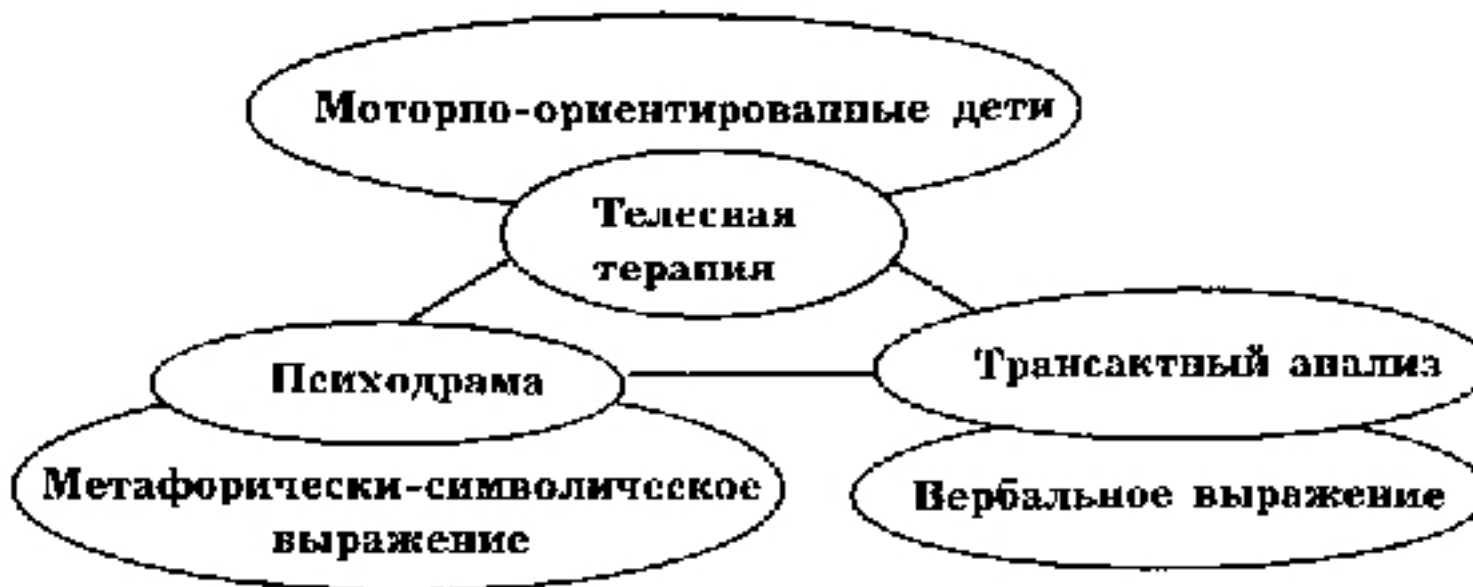 Моторно-ориентированные дети
Телесная
терапия
Психодрама
Трансактный анализ
Метафорически-символическое
выражение
Вербальное выражение